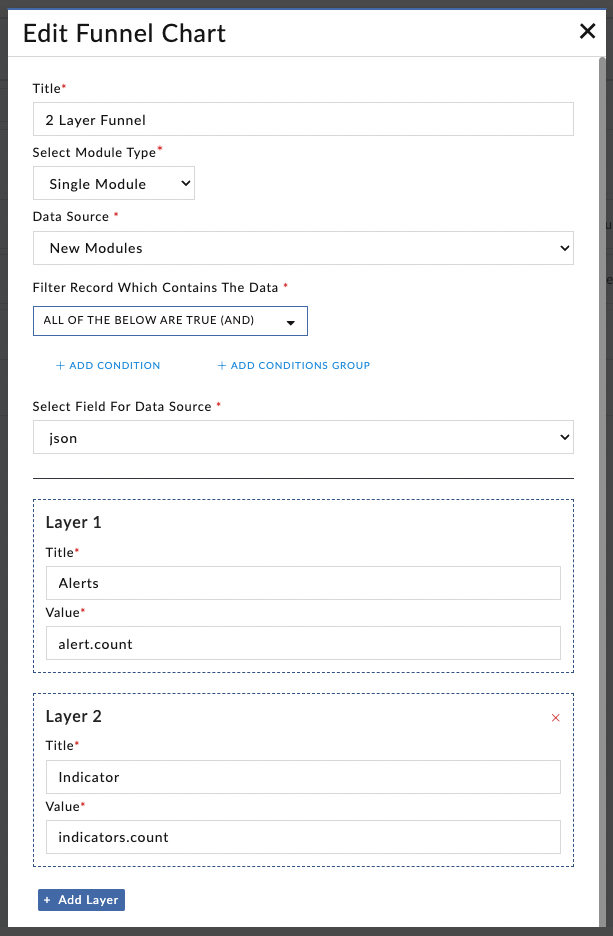 Edit Funnel Chart
Title*
2 Layer Funnel
Select Module Type*
Single Module
Data Source *
New Modules
Filter Record Which Contains The Data *
ALL OF THE BELOW ARE TRUE (AND)
+ ADD CONDITION + ADD CONDITIONS GROUP
Select Field For Data Source *
json
Layer 1
Title*
Alerts
Value*
alert.count
Layer 2
Title*
Indicator
Value*
indicators.count
+ Add Layer